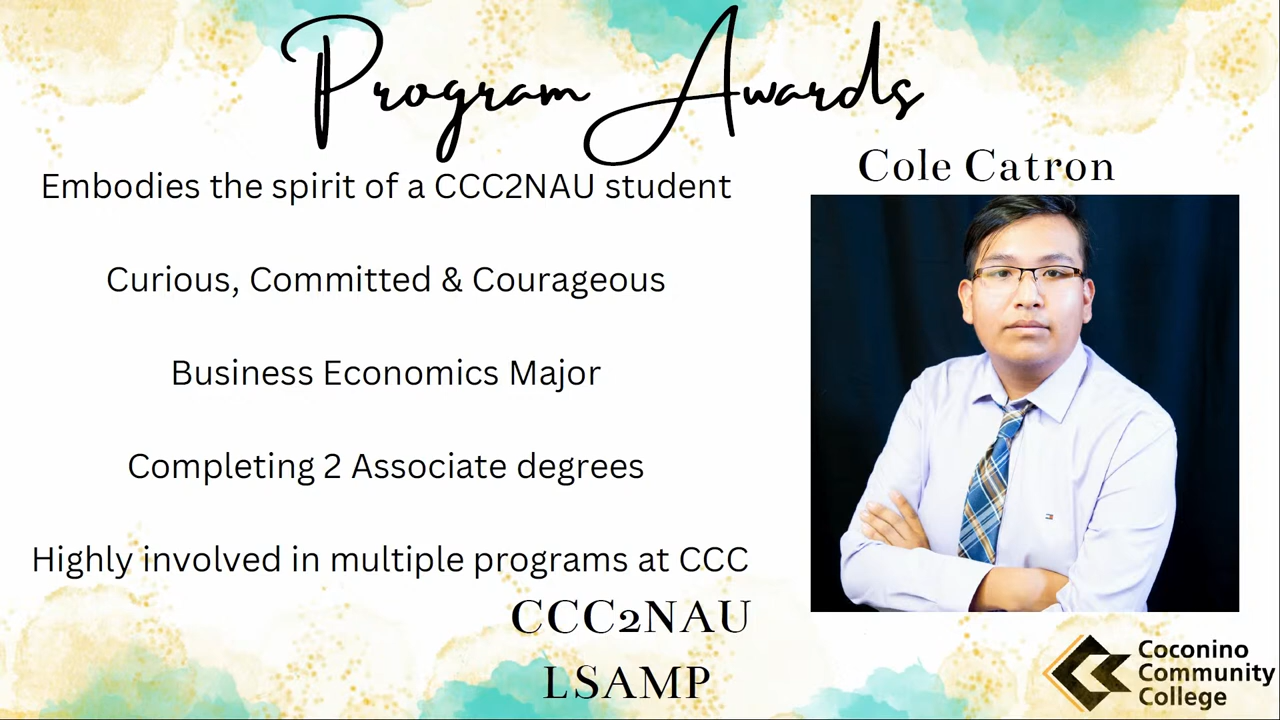 Program Awards
Cole Catron
Embodies the spirit of a CCC2NAU student
Curious, Committed & Courageous
Business Economics Major
Completing 2 Associate degrees
Highly involved in multiple programs at CCC
CCC2NAU
LSAMP
Coconino
Community
College